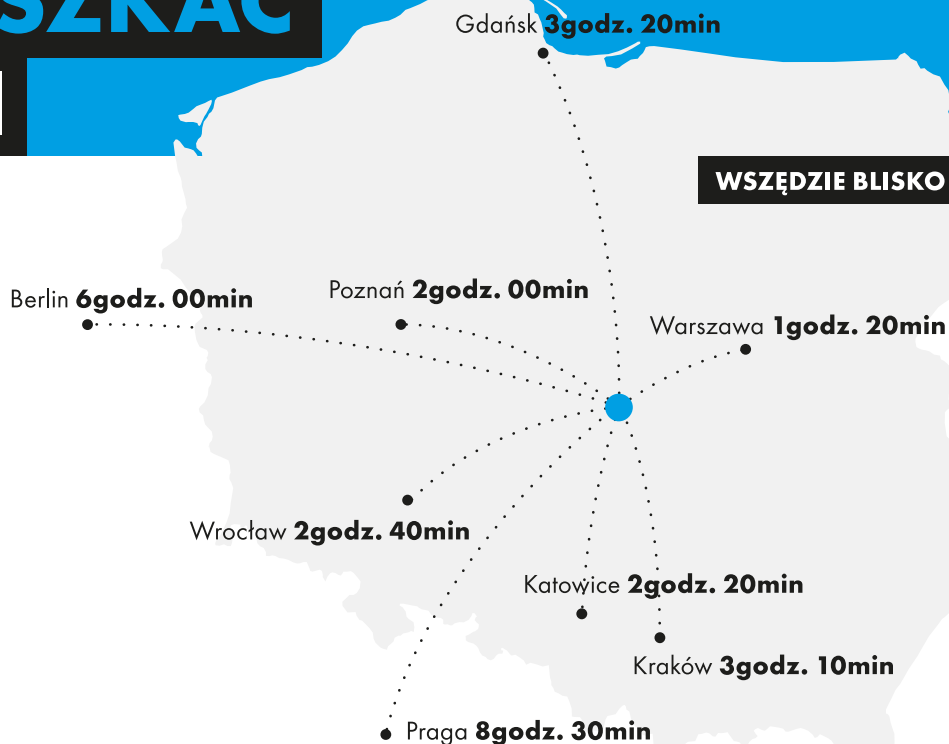 Gdańsk 3godz. 20min
WSZĘDZIE BLISKO
Poznań 2godz. 00min
Berlin 6godz. 00min
Warszawa 1godz. 20min
Wrocław 2godz. 40min
Katowice 2godz. 20min
Kraków 3godz. 10min
Praga 8godz. 30min